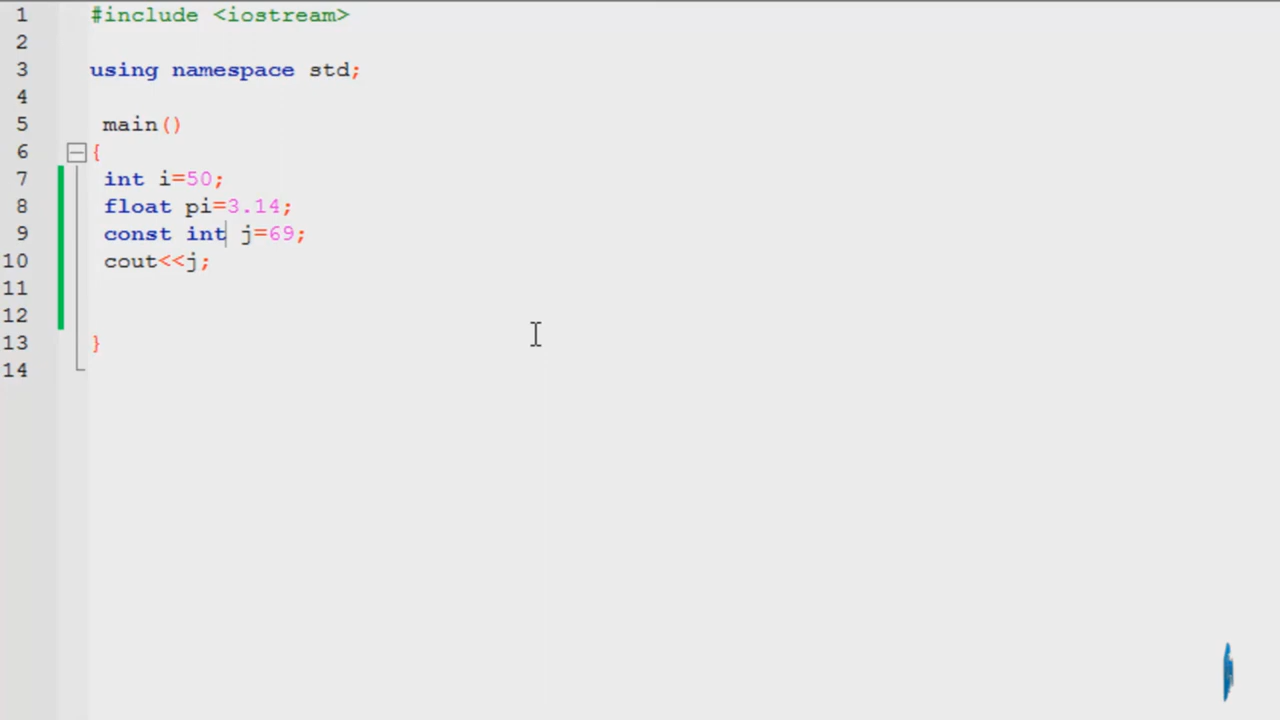 1 #include <iostream>
2
3 using namespace std;
4
5 main()
6 {
7 int i=50;
8 float pi=3.14;
9 const int j=69;
10 cout<<j;
11
12
13 }
14